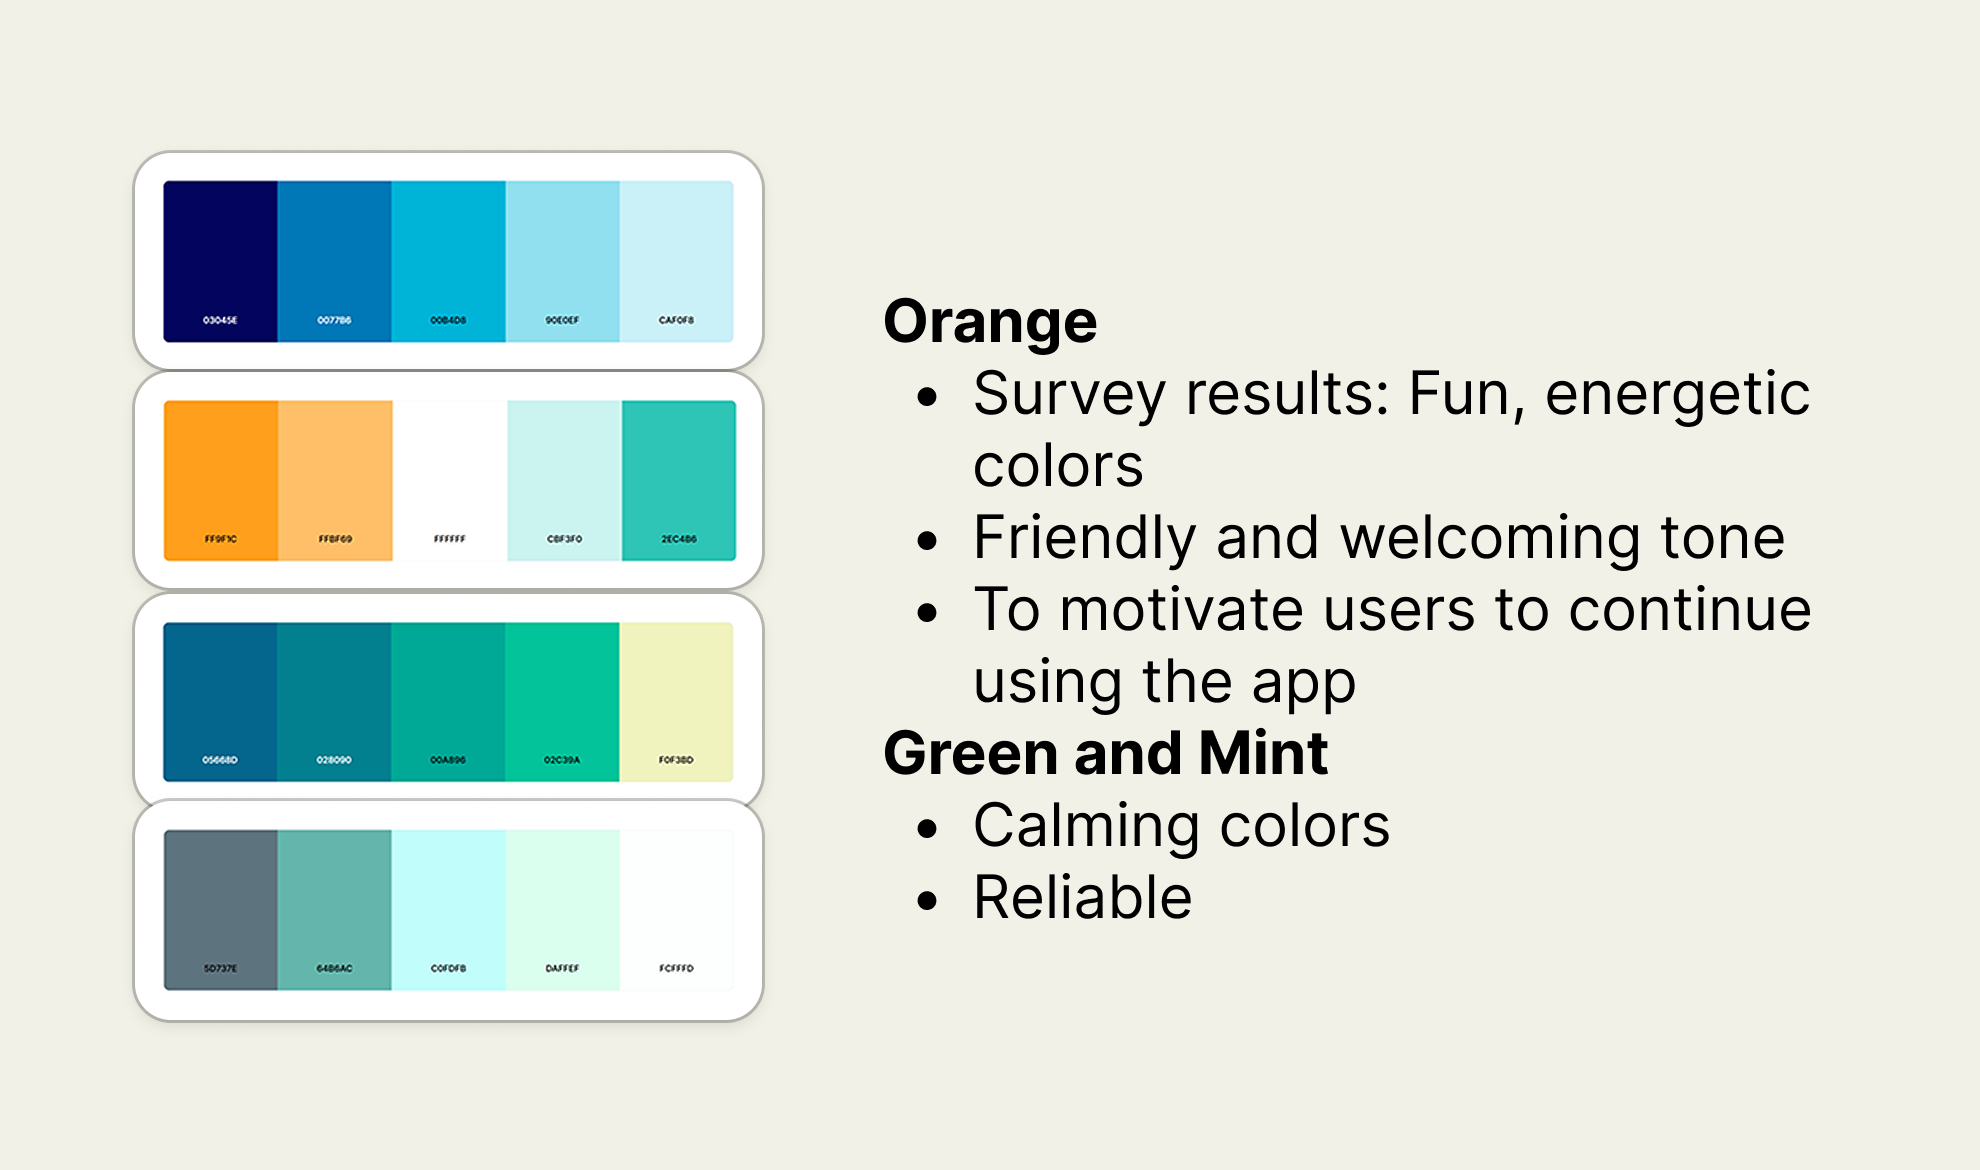 03045E 0077B6 00B4D8 90E0EF CAF0F8
FF9F1C FFBF69 FFFFFF CBF3F0 2EC4B6
05668D 028090 00A896 02C39A F0F3BD
5D737E 64B6AC C0FDFB DAFFEF FCFFFD
Orange
• Survey results: Fun, energetic
colors
• Friendly and welcoming tone
• To motivate users to continue
using the app
Green and Mint
• Calming colors
• Reliable